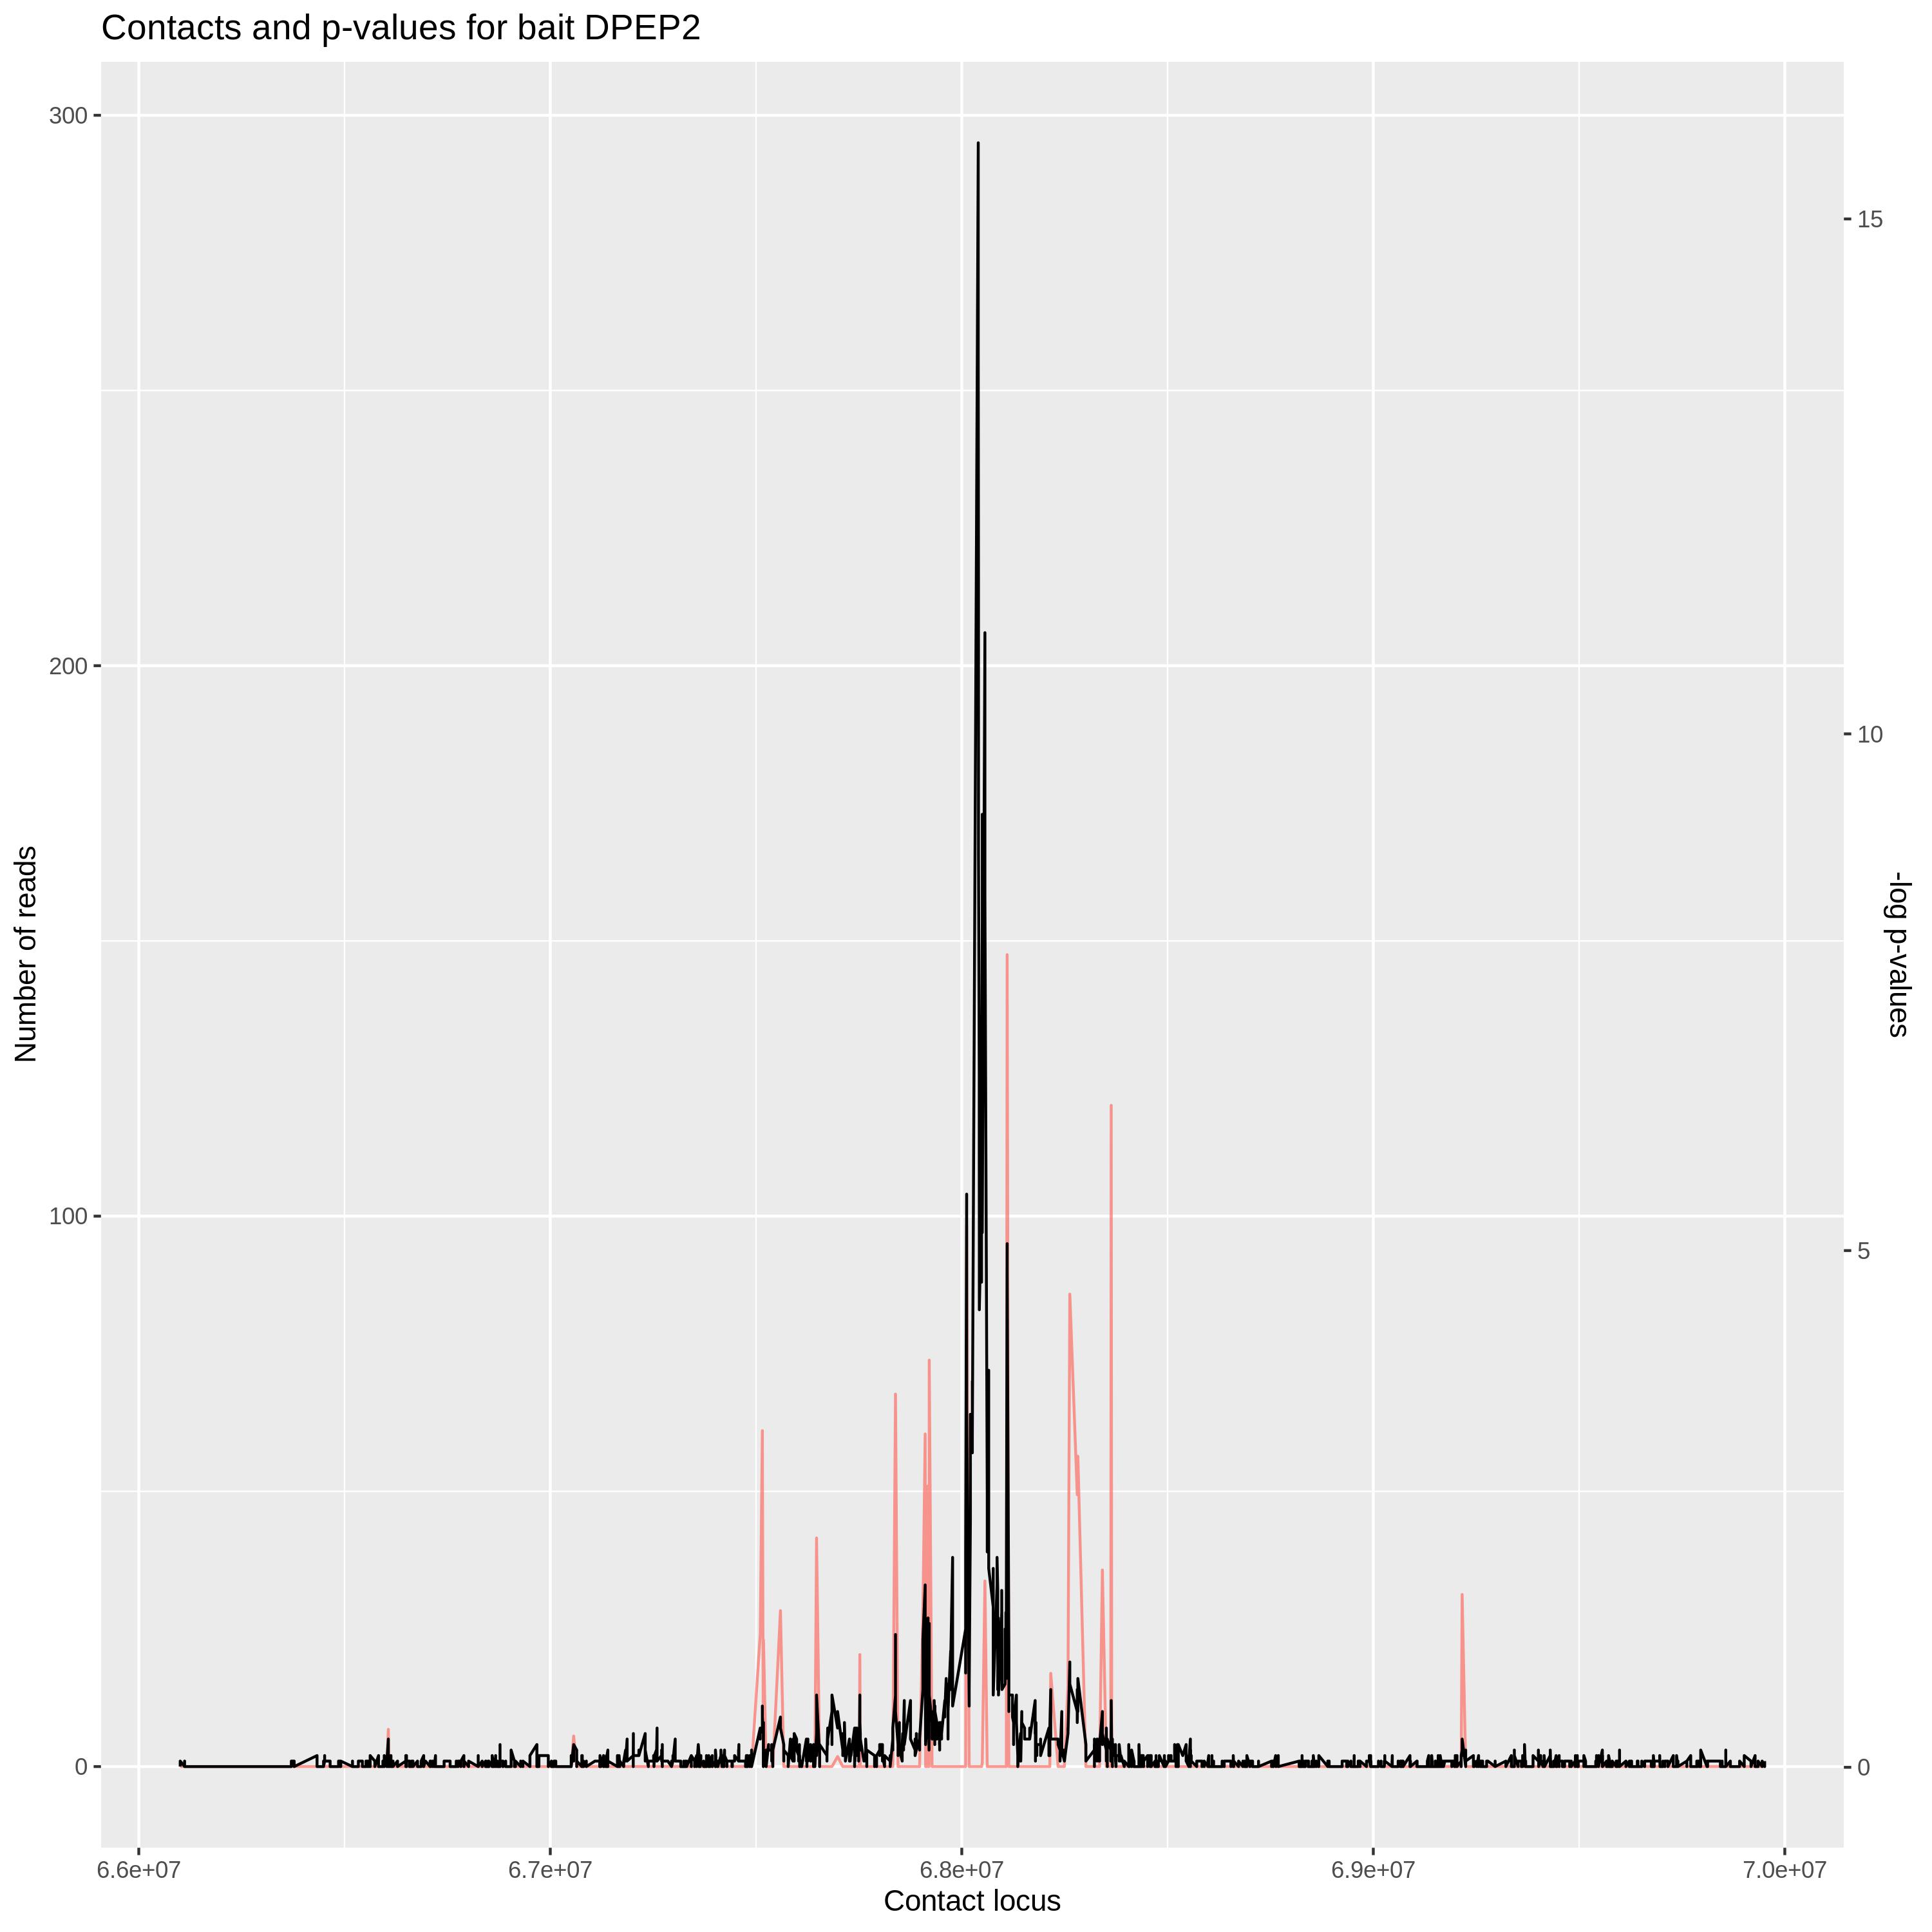 Contacts and p-values for bait DPEP2
300
200
100
0
Number of reads
15
10
5
0
-log p-values
6.6e+07
6.7e+07
6.8e+07
6.9e+07
7.0e+07
Contact locus